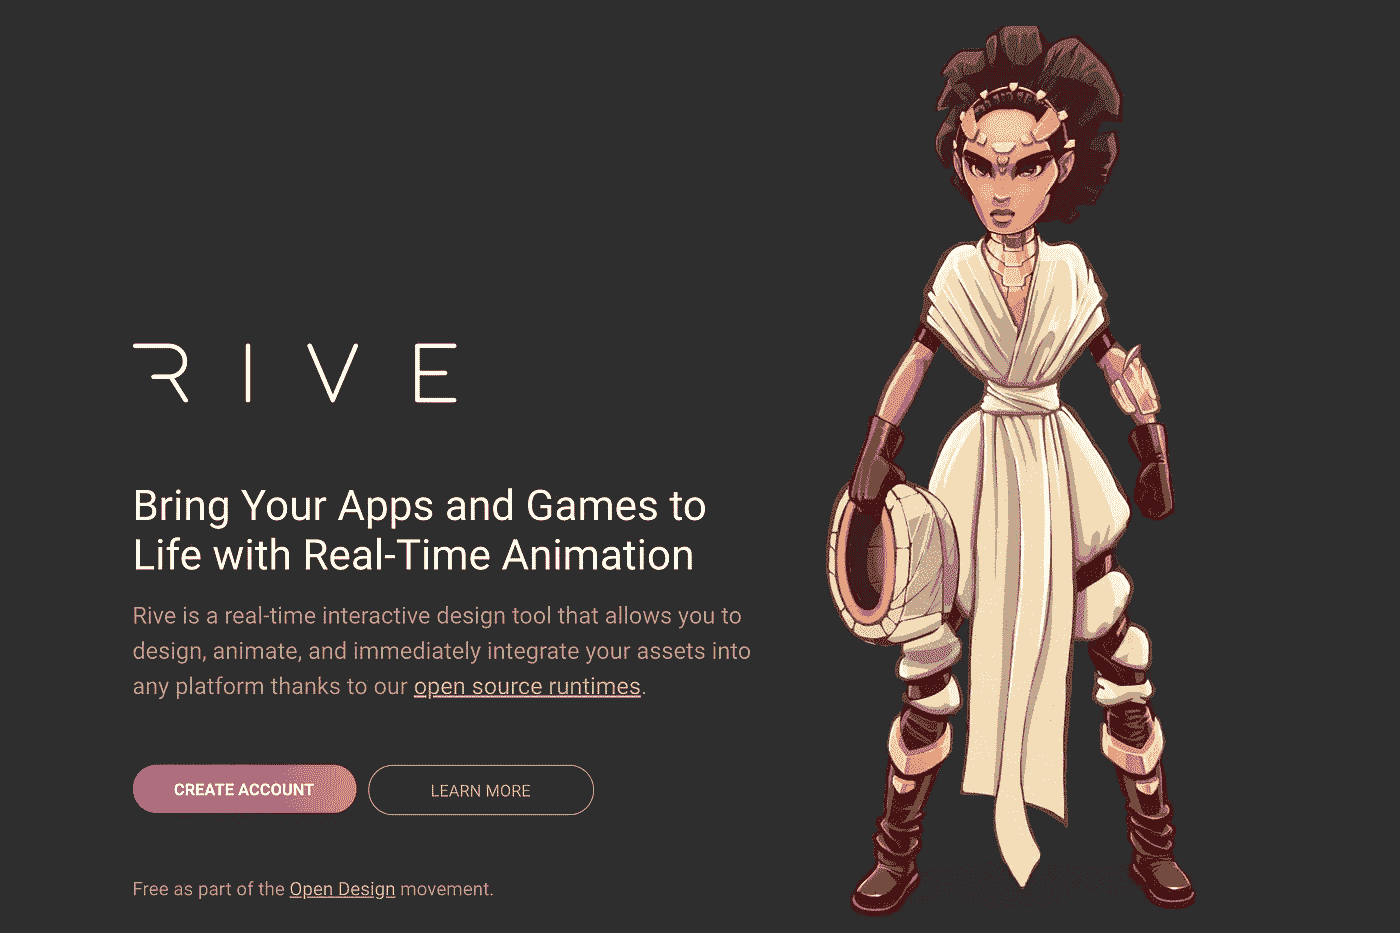 RIVE
Bring Your Apps and Games to
Life with Real-Time Animation
Rive is a real-time interactive design tool that allows you to
design, animate, and immediately integrate your assets into
any platform thanks to our open source runtimes.
CREATE ACCOUNT
LEARN MORE
Free as part of the Open Design movement.